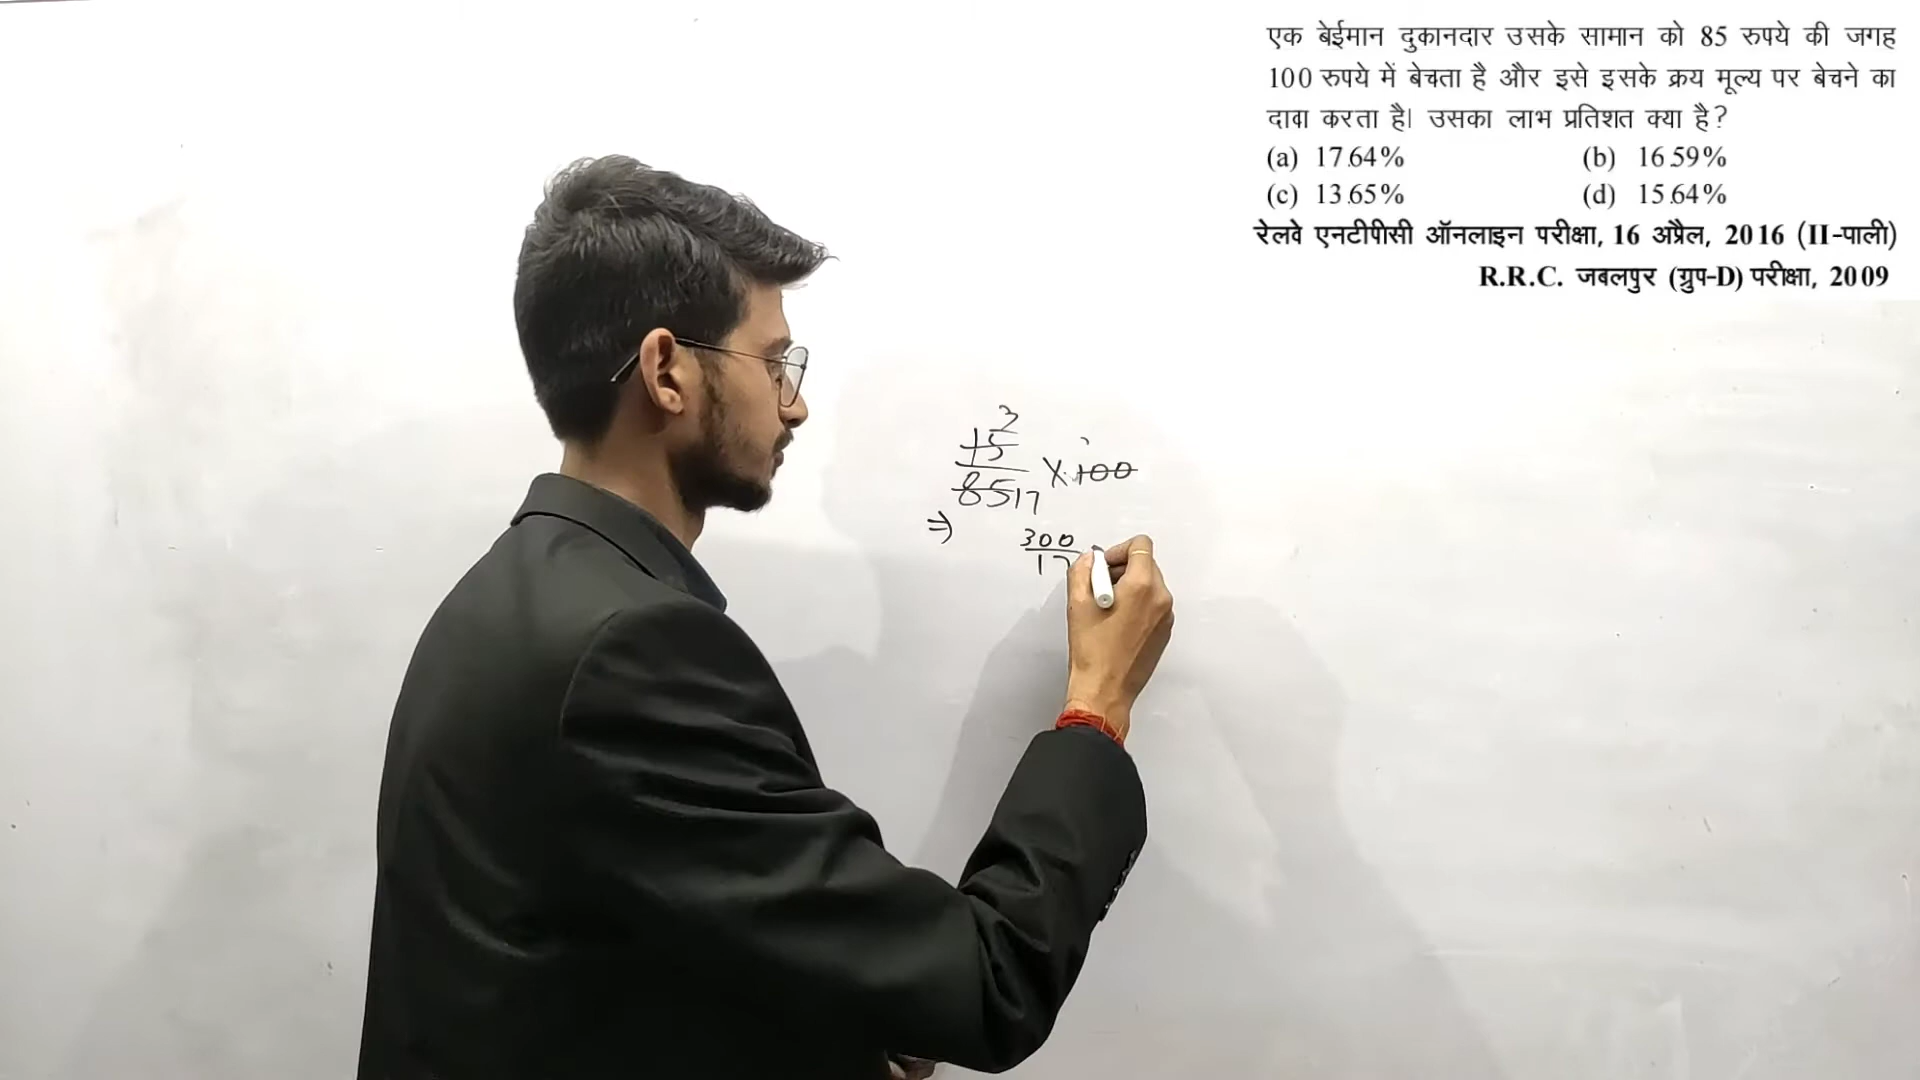 एक बेईमान दुकानदार उसके सामान को 85 रुपये की जगह
100 रुपये में बेचता है और इसे इसके क्रय मूल्य पर बेचने का
दावा करता है। उसका लाभ प्रतिशत क्या है?
(a) 17.64% (b) 16.59%
(c) 13.65% (d) 15.64%
रेलवे एनटीपीसी ऑनलाइन परीक्षा, 16 अप्रैल, 2016 (II-पाली)
R.R.C. जबलपुर (ग्रुप-D) परीक्षा, 2009
3
15
85 17 × 100
⇒ 300
17